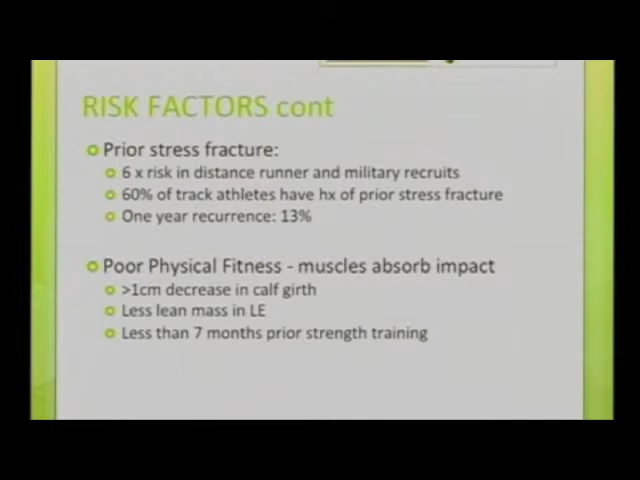 RISK FACTORS cont
Prior stress fracture:
6 x risk in distance runner and military recruits
60% of track athletes have hx of prior stress fracture
One year recurrence: 13%
Poor Physical Fitness - muscles absorb impact
>1cm decrease in calf girth
Less lean mass in LE
Less than 7 months prior strength training